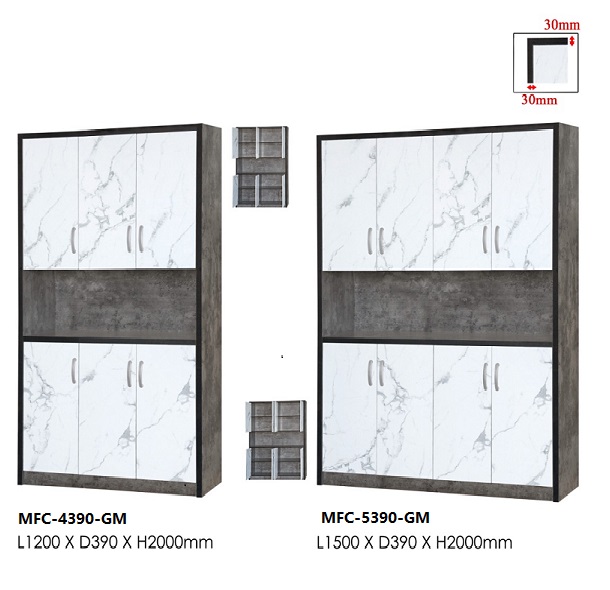 30mm
30mm
MFC-4390-GM
L1200 X D390 X H2000mm
MFC-5390-GM
L1500 X D390 X H2000mm